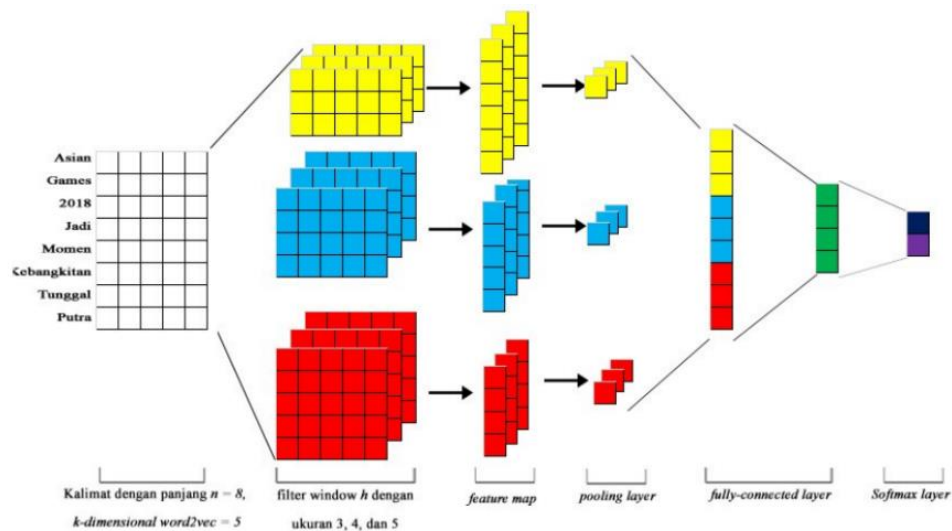 Asian
Games
2018
Jadi
Momen
Kebangkitan
Tunggal
Putra
Kalimat dengan panjang n = 8,
k-dimensional word2vec = 5
filter window h dengan
ukuran 3, 4, dan 5
feature map
pooling layer
fully-connected layer
Softmax layer